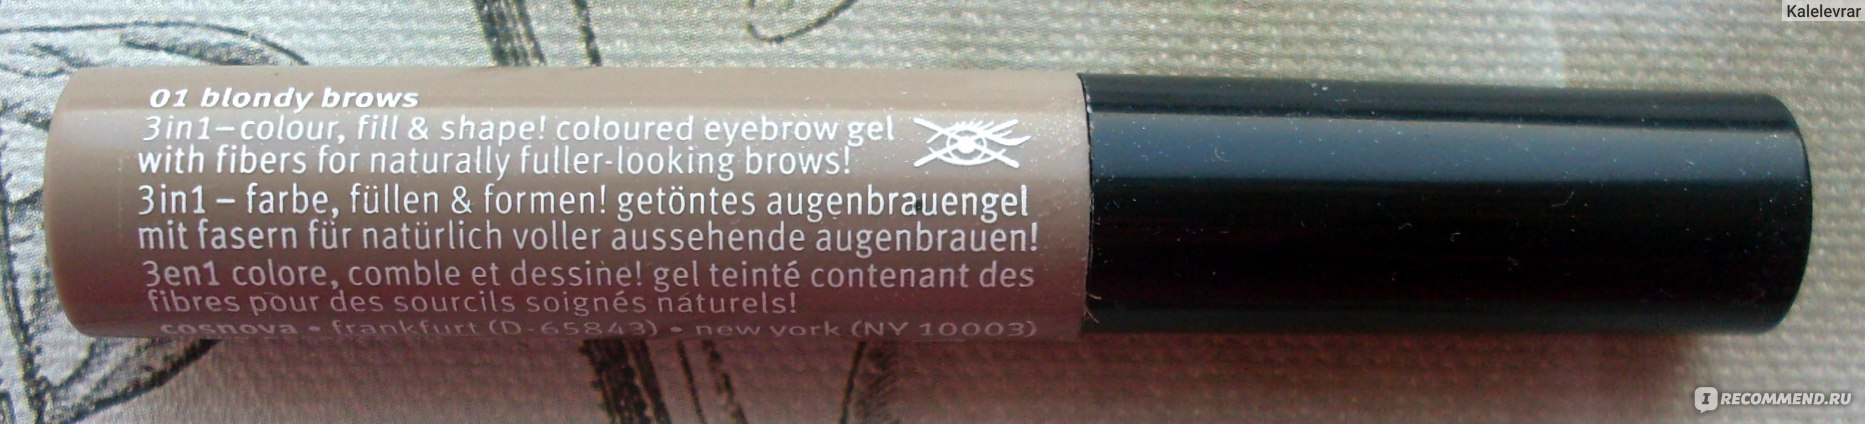 Kalelevrar
01 blondy brows
3in1–colour, fill & shape! coloured eyebrow gel
with fibers for naturally fuller-looking brows!
3in1 – farbe, füllen & formen! getöntes augenbrauengel
mit fasern für natürlich voller aussehende augenbrauen!
3en1 colore, comble et dessine! gel teinté contenant des
fibres pour des sourcils soignés naturels!
cosnova • frankfurt (D-65843) • new york (NY 10003)
IRECOMMEND.RU